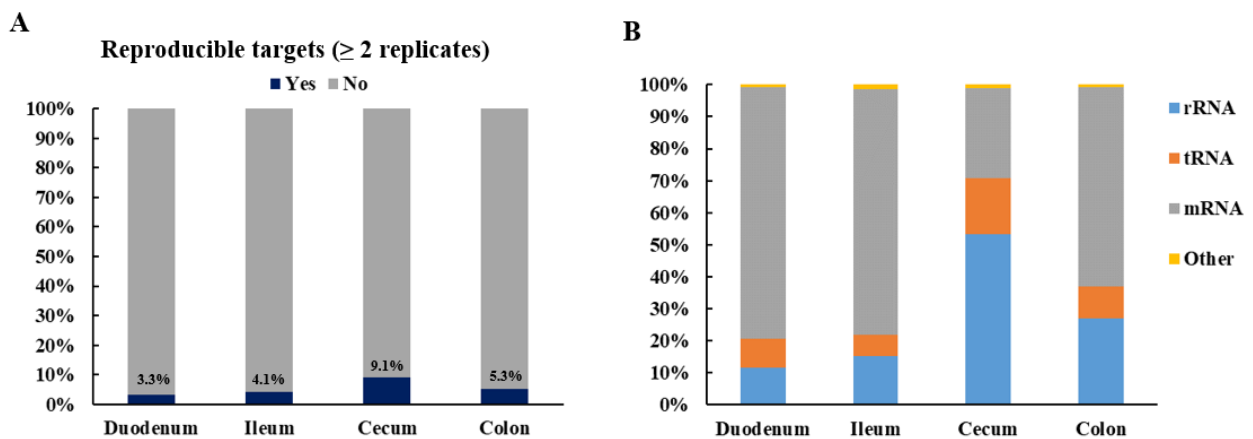 A
Reproducible targets (≥ 2 replicates)
Yes No
100%
90%
80%
70%
60%
50%
40%
30%
20%
10%
0%
3.3% 4.1% 9.1% 5.3%
Duodenum Ileum Cecum Colon
B
100%
90%
80%
70%
60%
50%
40%
30%
20%
10%
0%
Duodenum Ileum Cecum Colon
rRNA
tRNA
mRNA
Other